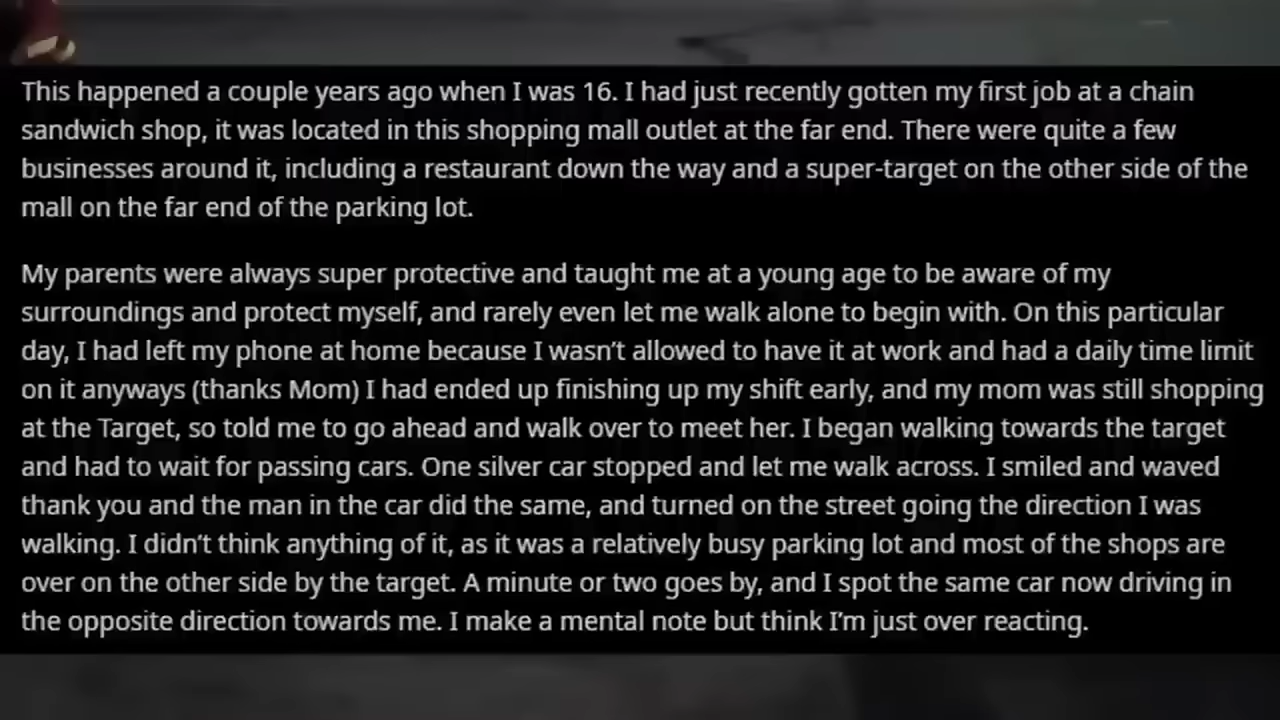 This happened a couple years ago when I was 16. I had just recently gotten my first job at a chain
sandwich shop, it was located in this shopping mall outlet at the far end. There were quite a few
businesses around it, including a restaurant down the way and a super-target on the other side of the
mall on the far end of the parking lot.
My parents were always super protective and taught me at a young age to be aware of my
surroundings and protect myself, and rarely even let me walk alone to begin with. On this particular
day, I had left my phone at home because I wasn’t allowed to have it at work and had a daily time limit
on it anyways (thanks Mom) I had ended up finishing up my shift early, and my mom was still shopping
at the Target, so told me to go ahead and walk over to meet her. I began walking towards the target
and had to wait for passing cars. One silver car stopped and let me walk across. I smiled and waved
thank you and the man in the car did the same, and turned on the street going the direction I was
walking. I didn’t think anything of it, as it was a relatively busy parking lot and most of the shops are
over on the other side by the target. A minute or two goes by, and I spot the same car now driving in
the opposite direction towards me. I make a mental note but think I’m just over reacting.